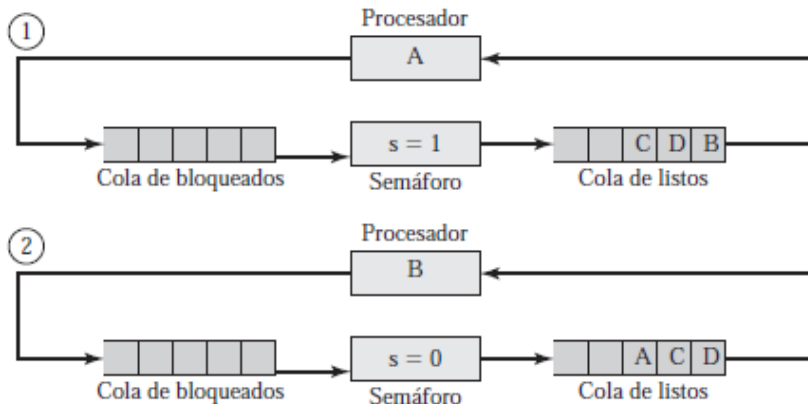 1
Procesador
A
s = 1
C D B
Cola de bloqueados
Semáforo
Cola de listos
2
Procesador
B
s = 0
A C D
Cola de bloqueados
Semáforo
Cola de listos